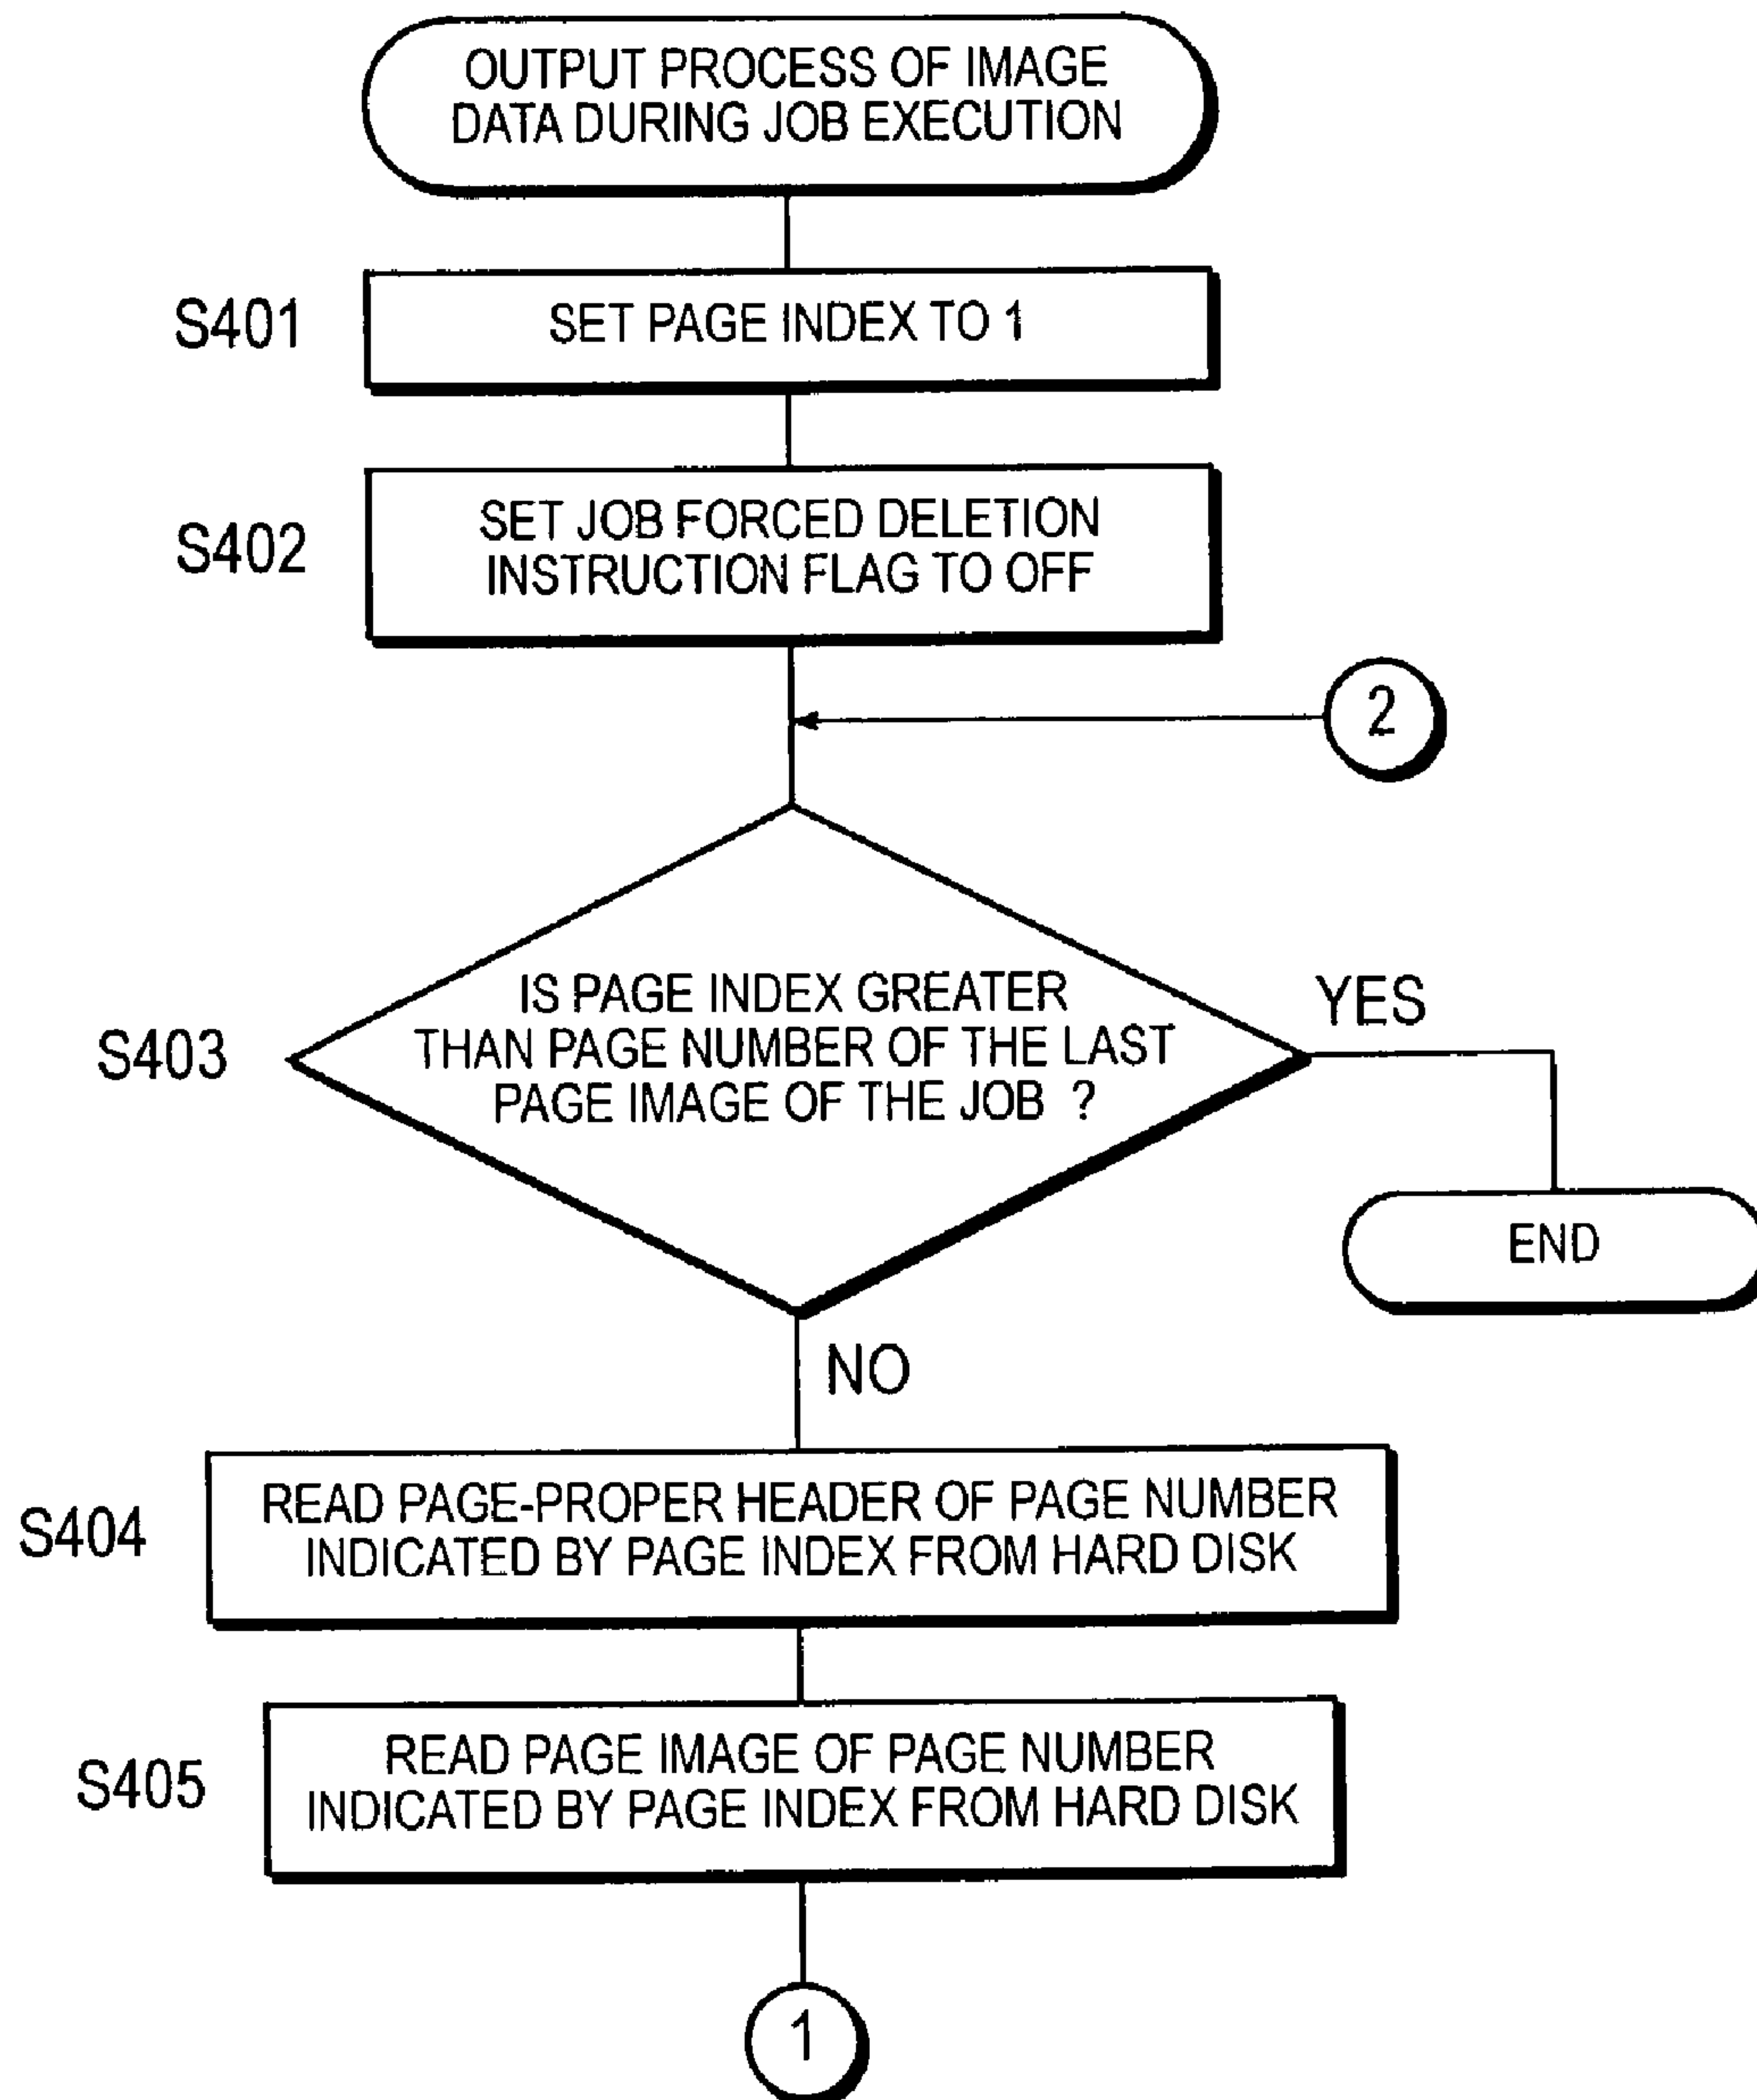 OUTPUT PROCESS OF IMAGE
DATA DURING JOB EXECUTION
S401
SET PAGE INDEX TO 1
S402
SET JOB FORCED DELETION
INSTRUCTION FLAG TO OFF
2
S403
IS PAGE INDEX GREATER
THAN PAGE NUMBER OF THE LAST
PAGE IMAGE OF THE JOB ?
YES
END
NO
S404
READ PAGE-PROPER HEADER OF PAGE NUMBER
INDICATED BY PAGE INDEX FROM HARD DISK
S405
READ PAGE IMAGE OF PAGE NUMBER
INDICATED BY PAGE INDEX FROM HARD DISK
1